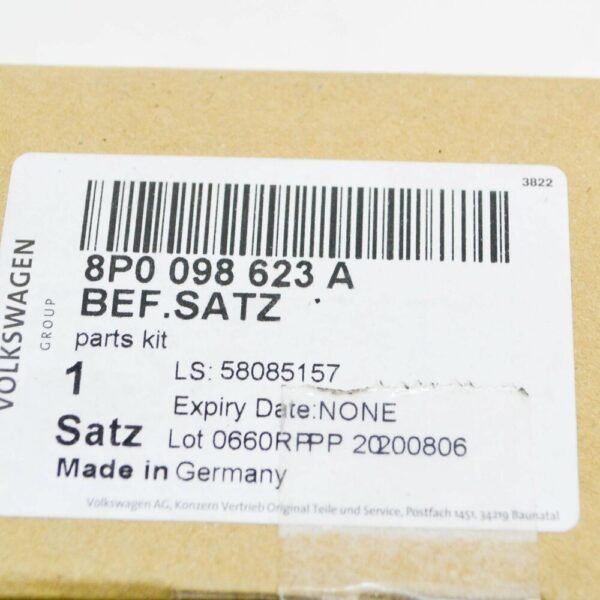 3822
VOLKSWAGEN
GROUP
8P0 098 623 A
BEF.SATZ
parts kit
1
LS: 58085157
Expiry Date:NONE
Satz
Lot 0660RPPP 20200806
Made in Germany
Volkswagen AG, Konzern Vertrieb Original Teile und Service, Postfach 1451, 34219 Baunatal